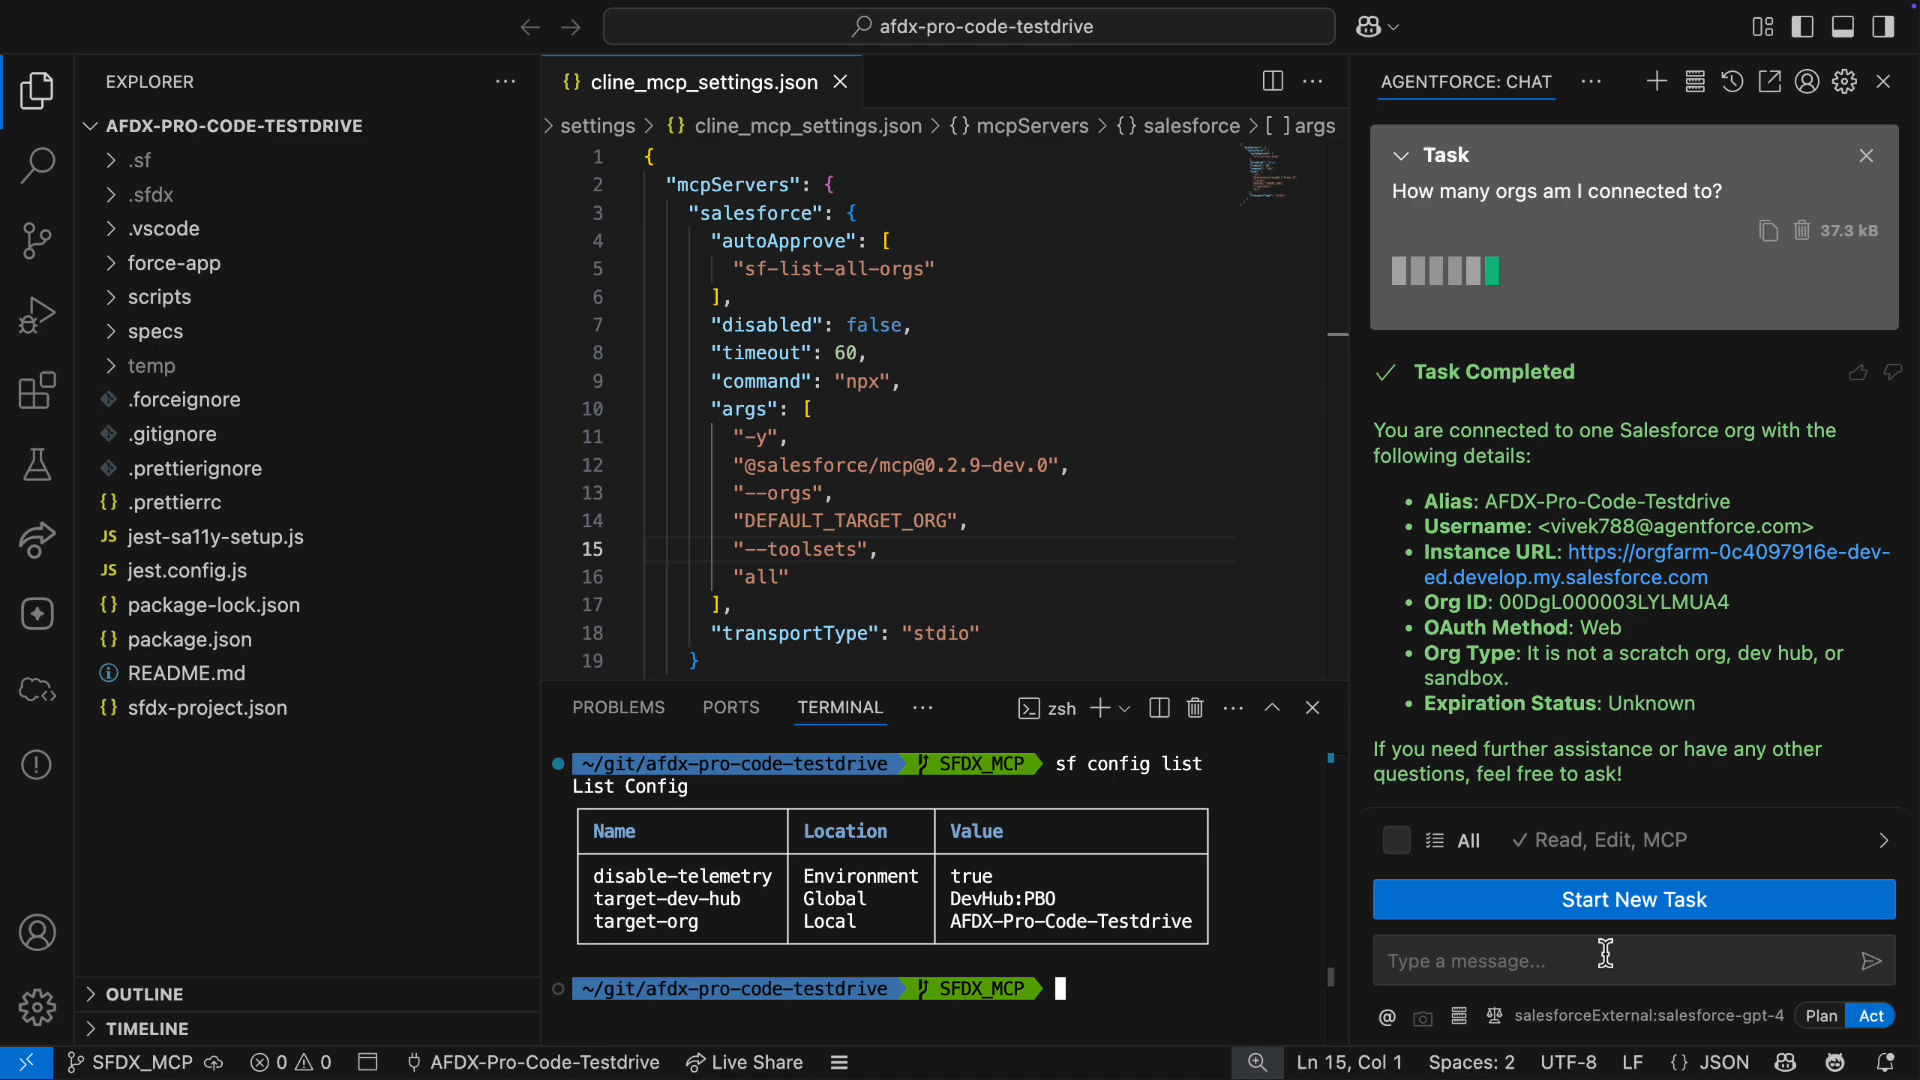 afdx-pro-code-testdrive
EXPLORER
AFDX-PRO-CODE-TESTDRIVE
.sf
.sfdx
.vscode
force-app
scripts
specs
temp
.forceignore
.gitignore
.prettierignore
{} .prettierrc
JS jest-sa11y-setup.js
JS jest.config.js
{} package-lock.json
{} package.json
README.md
{} sfdx-project.json
OUTLINE
TIMELINE
{} cline_mcp_settings.json
settings > {} cline_mcp_settings.json > {} mcpServers > {} salesforce > [ ] args
1 {
2 "mcpServers": {
3 "salesforce": {
4 "autoApprove": [
5 "sf-list-all-orgs"
6 ],
7 "disabled": false,
8 "timeout": 60,
9 "command": "npx",
10 "args": [
11 "-y",
12 "@salesforce/mcp@0.2.9-dev.0",
13 "--orgs",
14 "DEFAULT_TARGET_ORG",
15 "--toolsets",
16 "all"
17 ],
18 "transportType": "stdio"
19 }
PROBLEMS PORTS TERMINAL ... zsh
~/git/afdx-pro-code-testdrive SFDX_MCP sf config list
List Config
Name Location Value
disable-telemetry Environment true
target-dev-hub Global DevHub:PBO
target-org Local AFDX-Pro-Code-Testdrive
~/git/afdx-pro-code-testdrive SFDX_MCP
AGENTFORCE: CHAT
Task
How many orgs am I connected to?
37.3 kB
Task Completed
You are connected to one Salesforce org with the
following details:
• Alias: AFDX-Pro-Code-Testdrive
• Username: <vivek788@agentforce.com>
• Instance URL: https://orgfarm-0c4097916e-dev-
ed.develop.my.salesforce.com
• Org ID: 00DgL000003LYLMUA4
• OAuth Method: Web
• Org Type: It is not a scratch org, dev hub, or
sandbox.
• Expiration Status: Unknown
If you need further assistance or have any other
questions, feel free to ask!
All ✓ Read, Edit, MCP
Start New Task
Type a message...
@ salesforceExternal:salesforce-gpt-4 Plan Act
SFDX_MCP 0 0 AFDX-Pro-Code-Testdrive Live Share Ln 15, Col 1 Spaces: 2 UTF-8 LF {} JSON